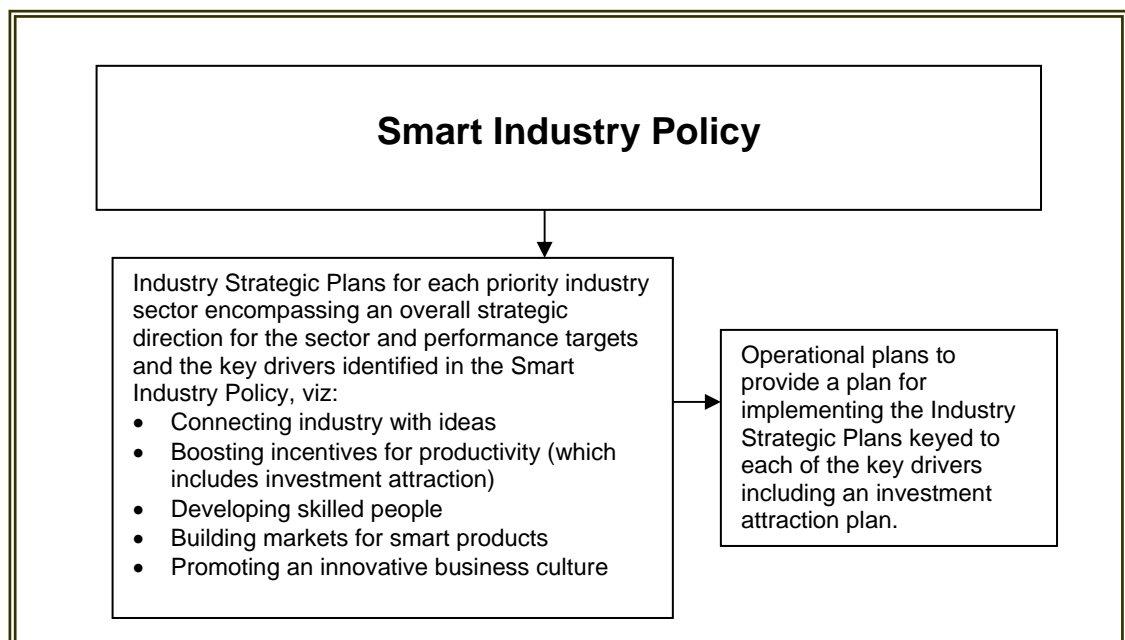 Smart Industry Policy
Industry Strategic Plans for each priority industry
sector encompassing an overall strategic
direction for the sector and performance targets
and the key drivers identified in the Smart
Industry Policy, viz:
• Connecting industry with ideas
• Boosting incentives for productivity (which
includes investment attraction)
• Developing skilled people
• Building markets for smart products
• Promoting an innovative business culture
Operational plans to
provide a plan for
implementing the Industry
Strategic Plans keyed to
each of the key drivers
including an investment
attraction plan.